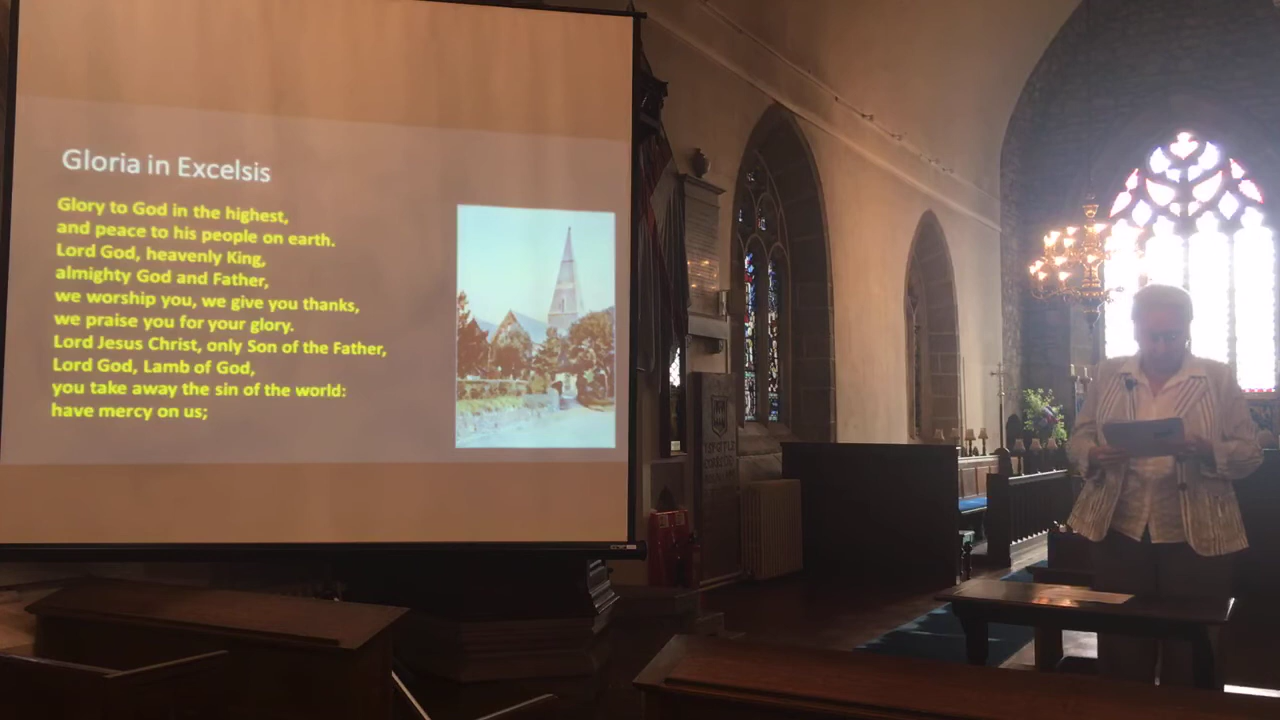 Gloria in Excelsis
Glory to God in the highest,
and peace to his people on earth.
Lord God, heavenly King,
almighty God and Father,
we worship you, we give you thanks,
we praise you for your glory.
Lord Jesus Christ, only Son of the Father,
Lord God, Lamb of God,
you take away the sin of the world:
have mercy on us;